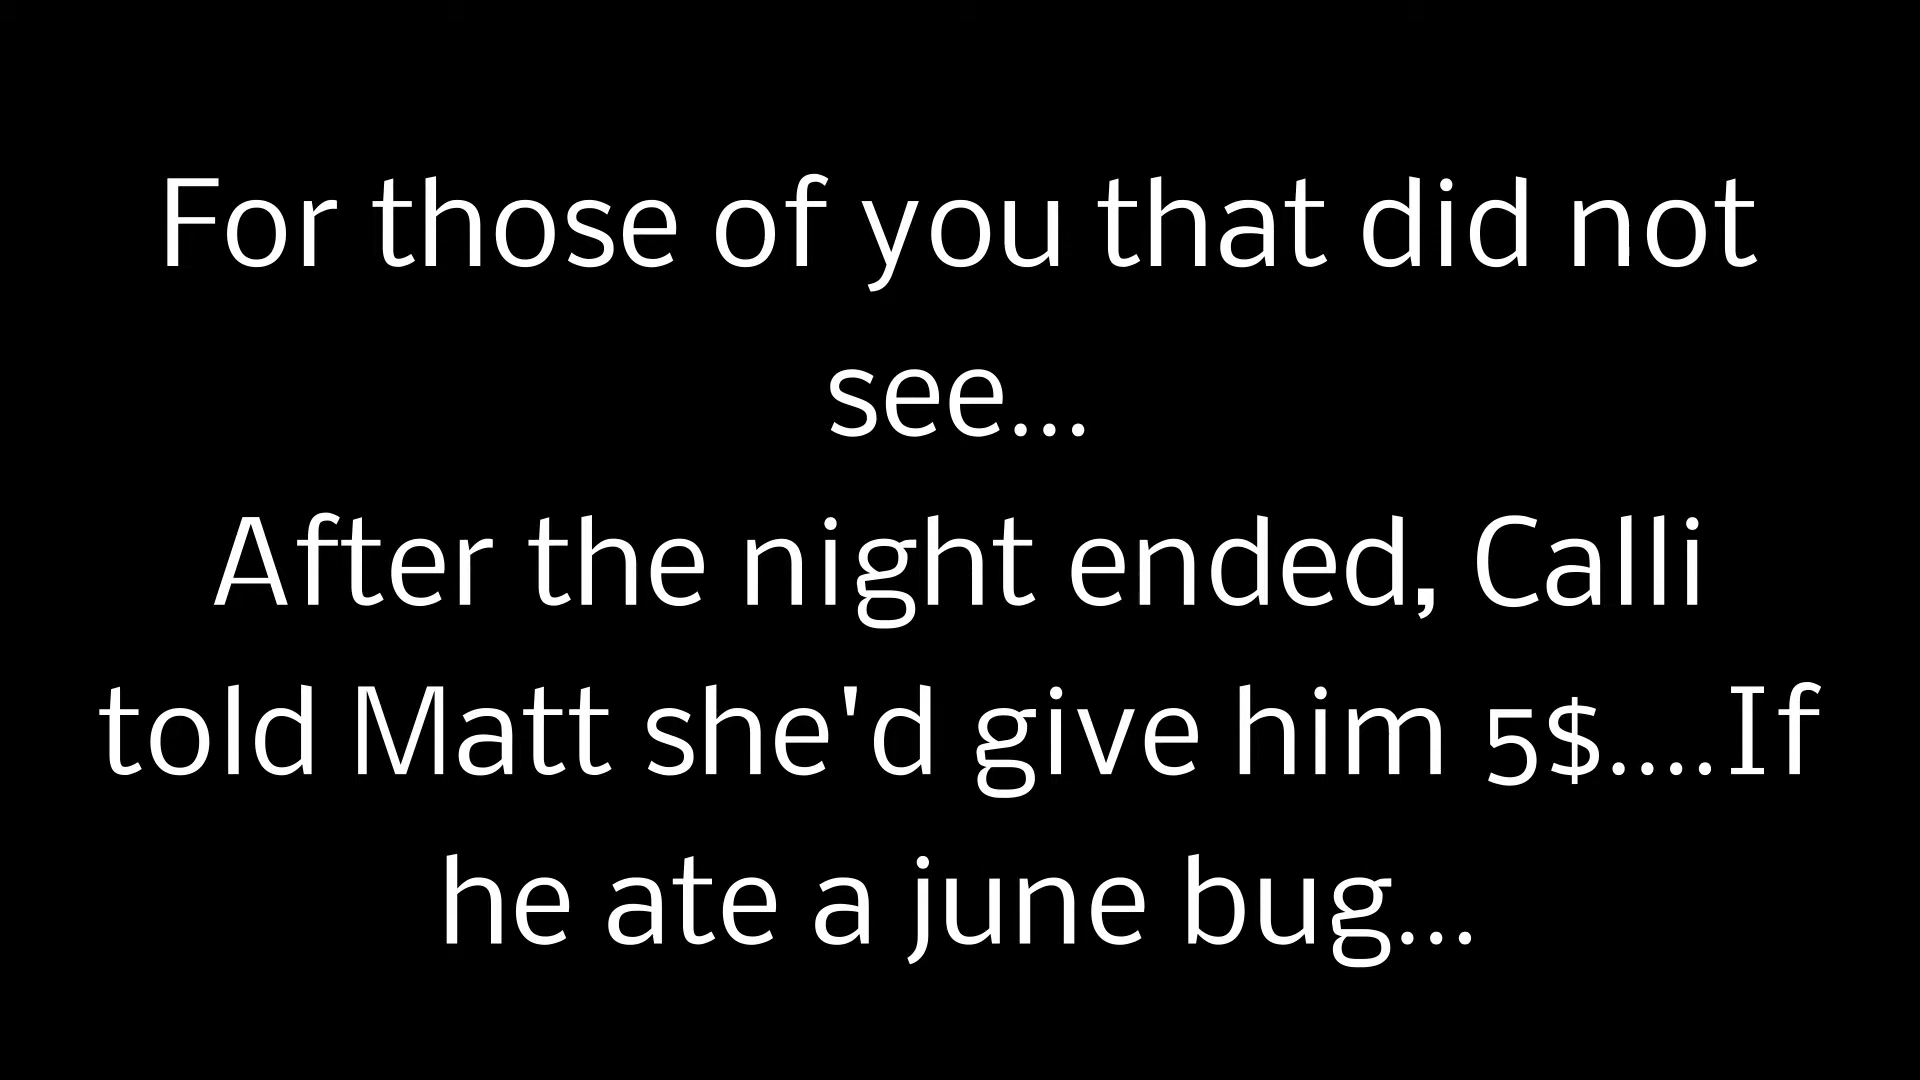 For those of you that did not
see...
After the night ended, Calli
told Matt she'd give him 5$....If
he ate a june bug...